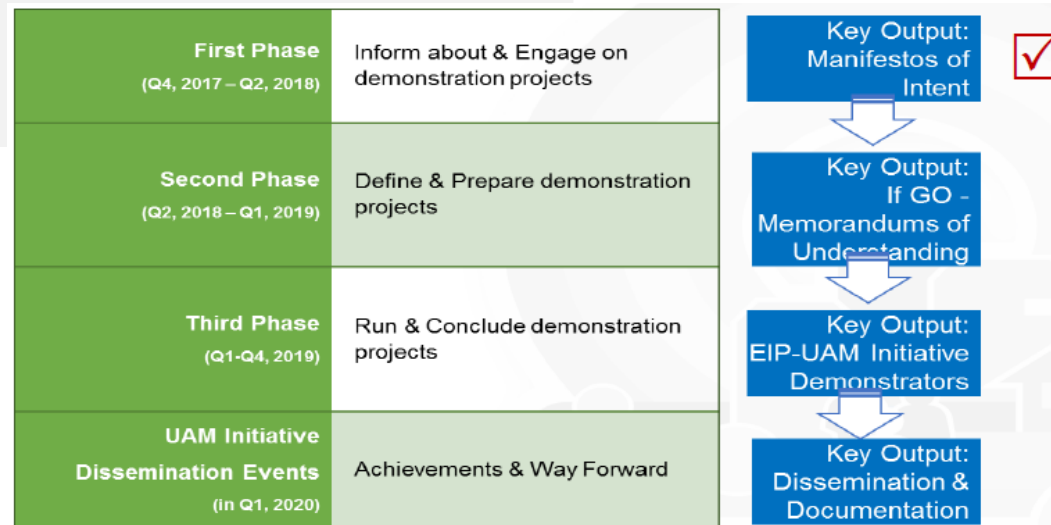 First Phase
(Q4, 2017 – Q2, 2018)
Inform about & Engage on
demonstration projects
Key Output:
Manifestos of
Intent
Second Phase
(Q2, 2018 – Q1, 2019)
Define & Prepare demonstration
projects
Key Output:
If GO -
Memorandums of
Understanding
Third Phase
(Q1-Q4, 2019)
Run & Conclude demonstration
projects
Key Output:
EIP-UAM Initiative
Demonstrators
UAM Initiative
Dissemination Events
(in Q1, 2020)
Achievements & Way Forward
Key Output:
Dissemination &
Documentation